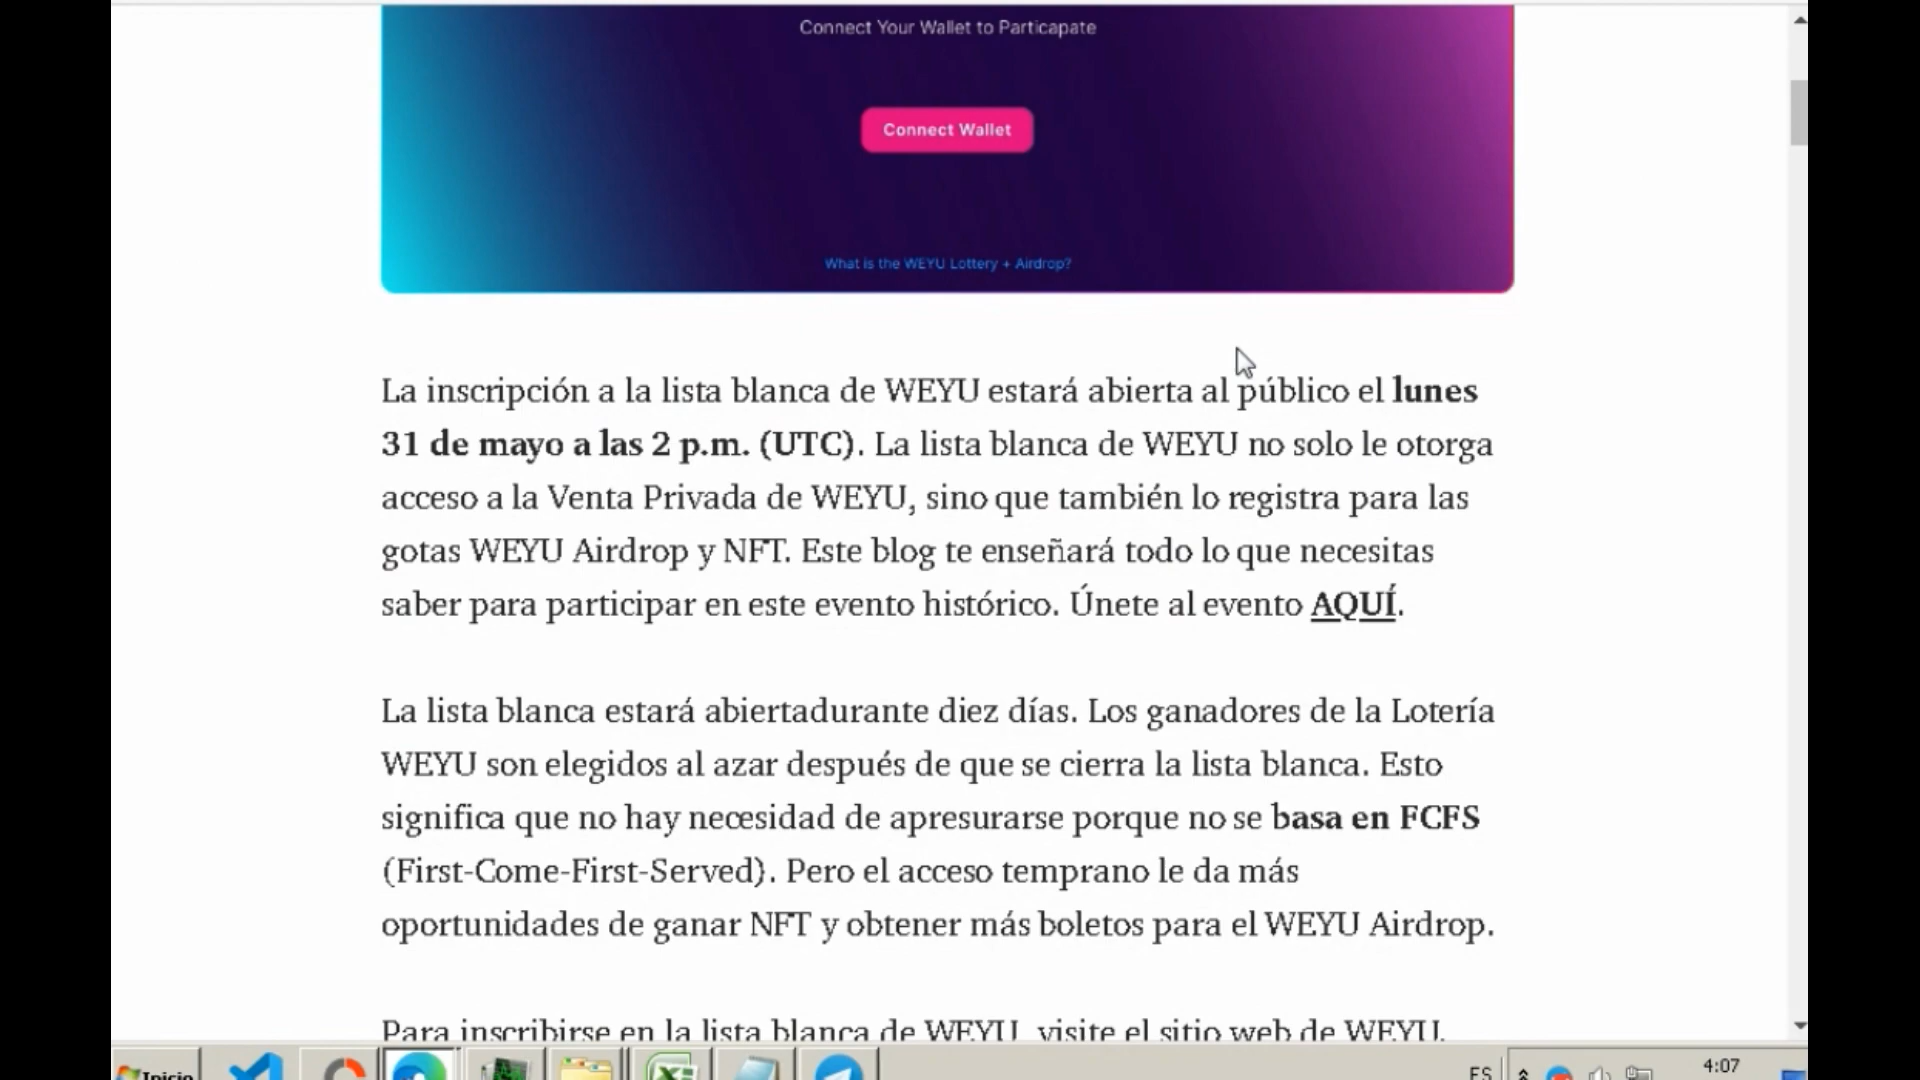 Connect Your Wallet to Particapate
Connect Wallet
What is the WEYU Lottery + Airdrop?
La inscripción a la lista blanca de WEYU estará abierta al público el lunes
31 de mayo a las 2 p.m. (UTC). La lista blanca de WEYU no solo le otorga
acceso a la Venta Privada de WEYU, sino que también lo registra para las
gotas WEYU Airdrop y NFT. Este blog te enseñará todo lo que necesitas
saber para participar en este evento histórico. Únete al evento AQUÍ.
La lista blanca estará abiertadurante diez días. Los ganadores de la Lotería
WEYU son elegidos al azar después de que se cierra la lista blanca. Esto
significa que no hay necesidad de apresurarse porque no se basa en FCFS
(First-Come-First-Served). Pero el acceso temprano le da más
oportunidades de ganar NFT y obtener más boletos para el WEYU Airdrop.
Para inscribirse en la lista blanca de WEYU, visite el sitio web de WEYU.
Inicio
ES
4:07